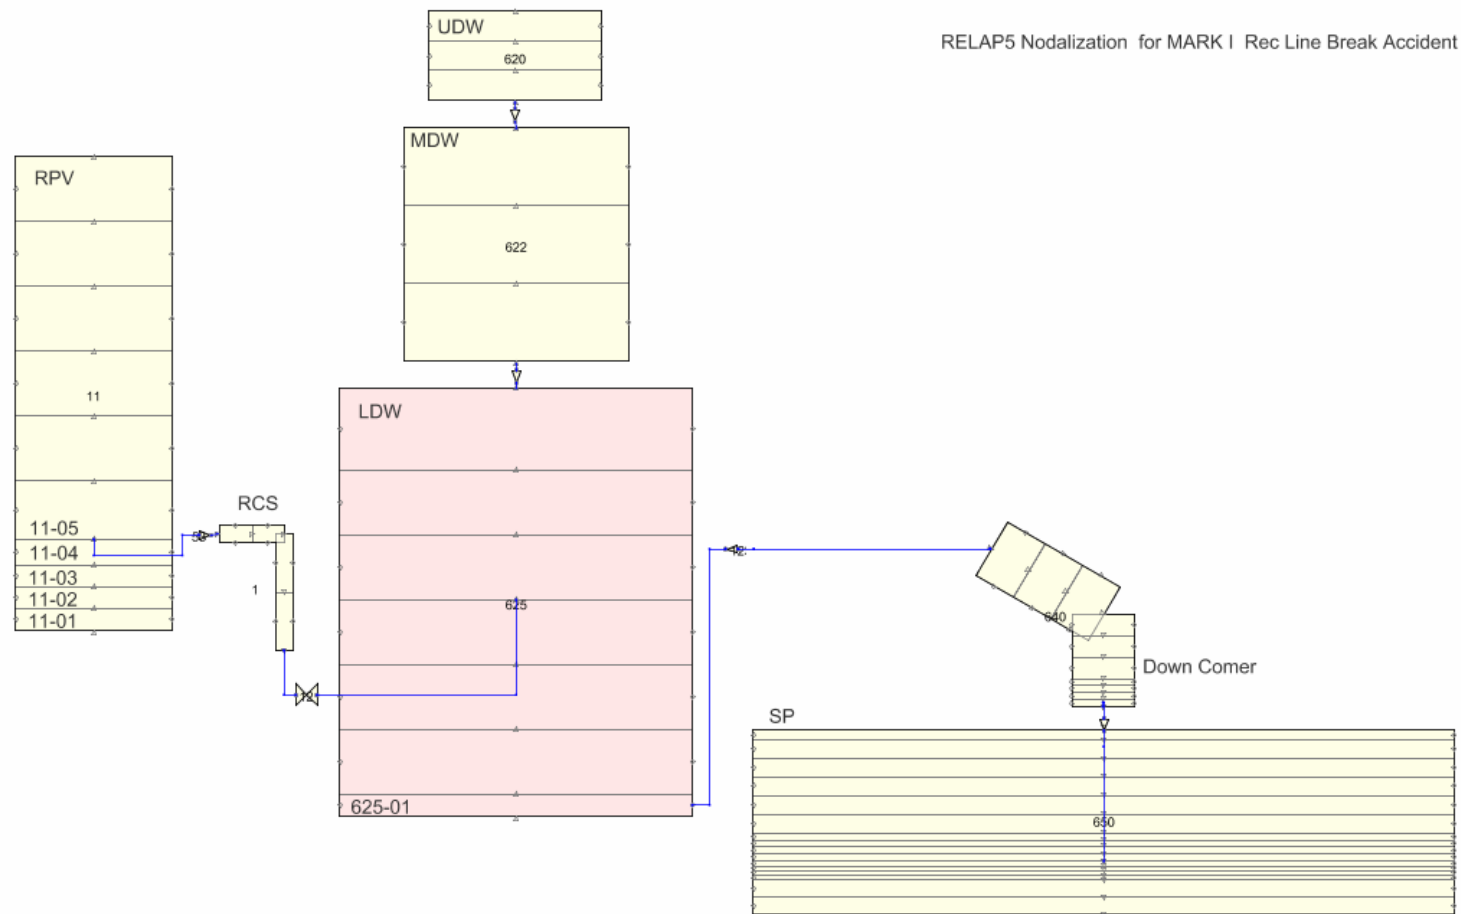 UDW
RELAP5 Nodalization for MARK I Rec Line Break Accident
620
MDW
RPV
622
11
LDW
RCS
11-05
11-04
11-03
11-02
11-01
1
625
640
Down Comer
SP
625-01
650